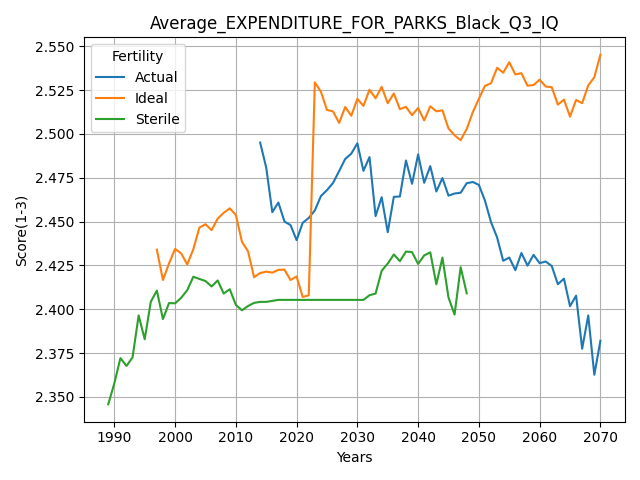 Average_EXPENDITURE_FOR_PARKS_Black_Q3_IQ
Fertility
Actual
Ideal
Sterile
Score(1-3)
2.550
2.525
2.500
2.475
2.450
2.425
2.400
2.375
2.350
1990 2000 2010 2020 2030 2040 2050 2060 2070
Years